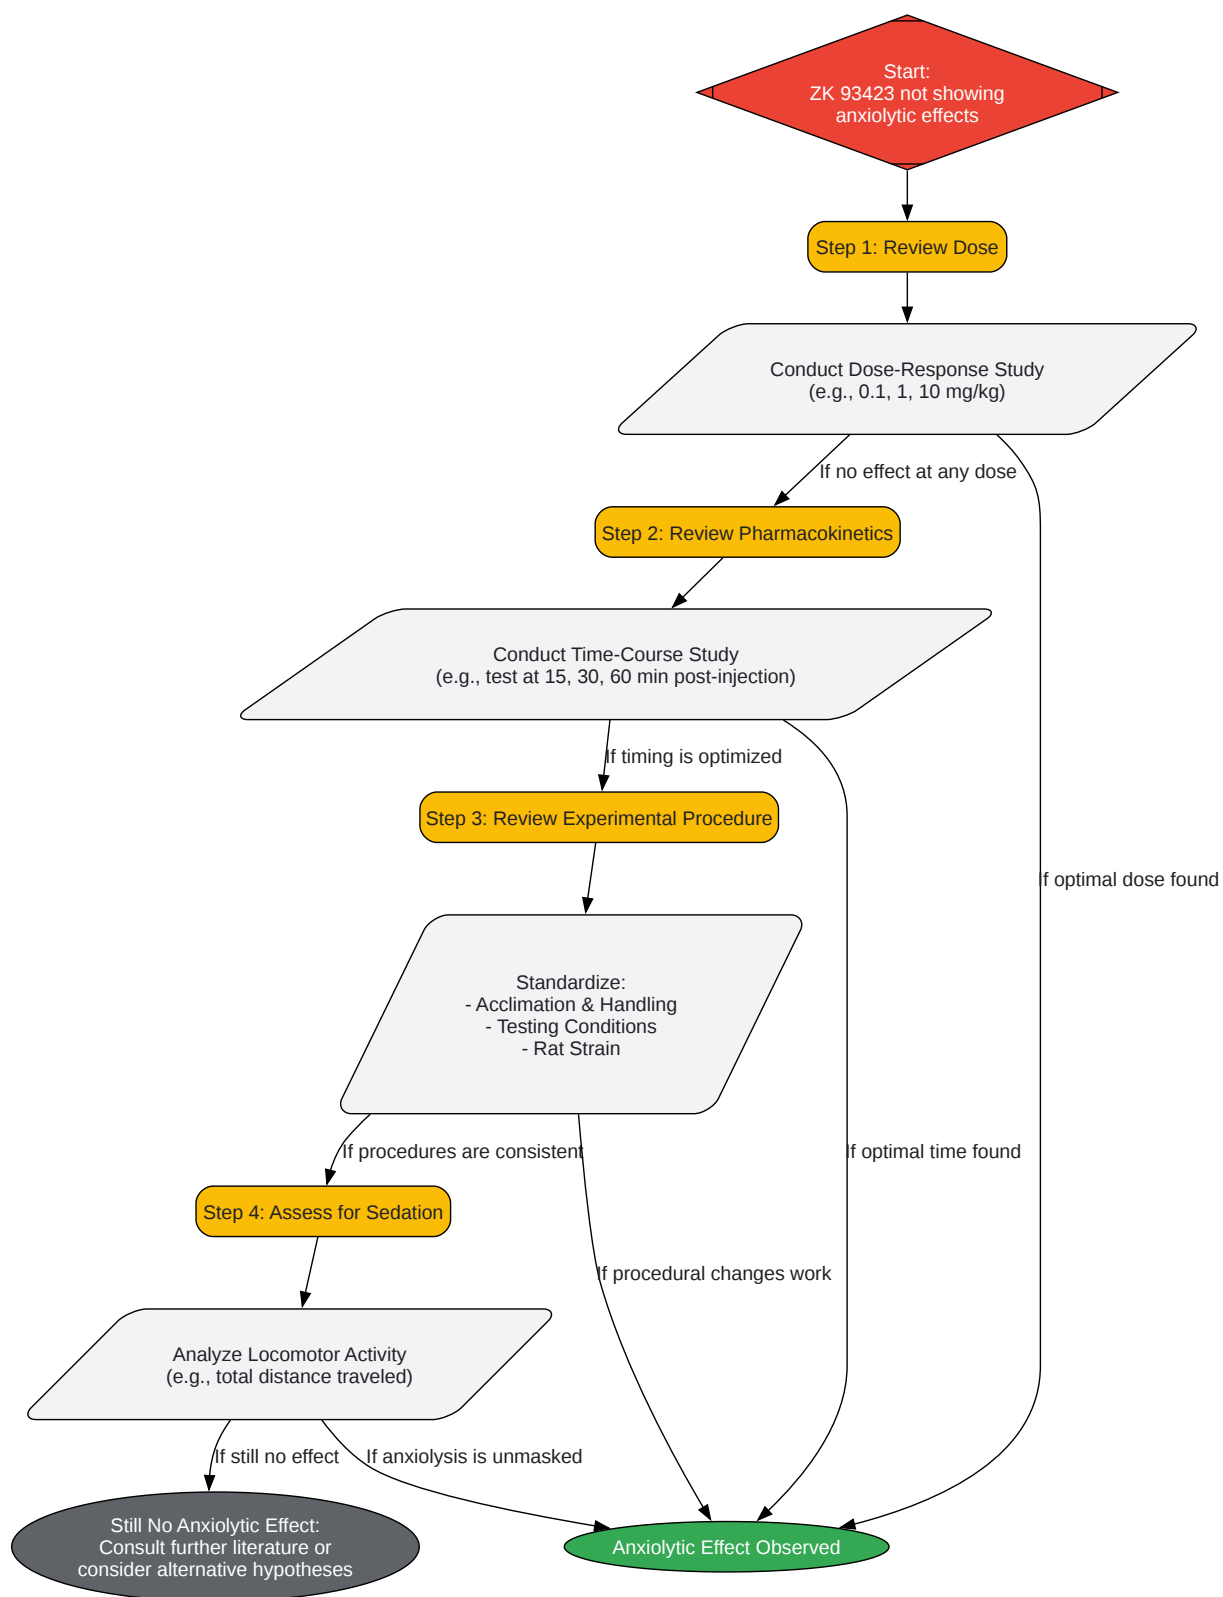 Start:
ZK 93423 not showing
anxiolytic effects
Step 1: Review Dose
Conduct Dose-Response Study
(e.g., 0.1, 1, 10 mg/kg)
If no effect at any dose
Step 2: Review Pharmacokinetics
Conduct Time-Course Study
(e.g., test at 15, 30, 60 min post-injection)
If timing is optimized
Step 3: Review Experimental Procedure
If optimal dose found
Standardize:
- Acclimation & Handling
- Testing Conditions
- Rat Strain
If procedures are consistent
If optimal time found
Step 4: Assess for Sedation
If procedural changes work
Analyze Locomotor Activity
(e.g., total distance traveled)
If still no effect
If anxiolysis is unmasked
Still No Anxiolytic Effect:
Consult further literature or
consider alternative hypotheses
Anxiolytic Effect Observed